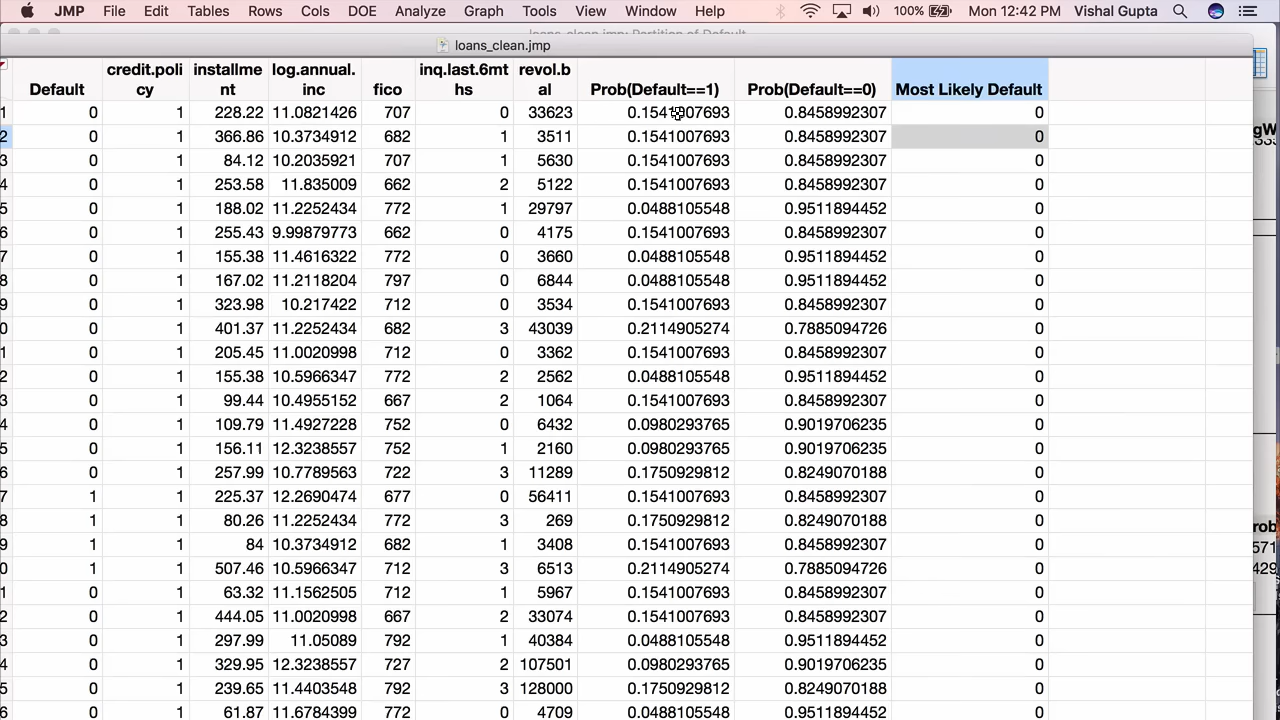 JMP File Edit Tables Rows Cols DOE Analyze Graph Tools View Window Help 100% Mon 12:42 PM Vishal Gupta
loans_clean.jmp: Partition of Default
loans_clean.jmp
Default credit.poli cy installme nt log.annual. inc fico inq.last.6mt hs revol.b al Prob(Default==1) Prob(Default==0) Most Likely Default
1 0 1 228.22 11.0821426 707 0 33623 0.1541007693 0.8458992307 0
2 0 1 366.86 10.3734912 682 1 3511 0.1541007693 0.8458992307 0
3 0 1 84.12 10.2035921 707 1 5630 0.1541007693 0.8458992307 0
4 0 1 253.58 11.835009 662 2 5122 0.1541007693 0.8458992307 0
5 0 1 188.02 11.2252434 772 1 29797 0.0488105548 0.9511894452 0
6 0 1 255.43 9.99879773 662 0 4175 0.1541007693 0.8458992307 0
7 0 1 155.38 11.4616322 772 0 3660 0.0488105548 0.9511894452 0
8 0 1 167.02 11.2118204 797 0 6844 0.0488105548 0.9511894452 0
9 0 1 323.98 10.217422 712 0 3534 0.1541007693 0.8458992307 0
0 0 1 401.37 11.2252434 682 3 43039 0.2114905274 0.7885094726 0
1 0 1 205.45 11.0020998 712 0 3362 0.1541007693 0.8458992307 0
2 0 1 155.38 10.5966347 772 2 2562 0.0488105548 0.9511894452 0
3 0 1 99.44 10.4955152 667 2 1064 0.1541007693 0.8458992307 0
4 0 1 109.79 11.4927228 752 0 6432 0.0980293765 0.9019706235 0
5 0 1 156.11 12.3238557 752 1 2160 0.0980293765 0.9019706235 0
6 0 1 257.99 10.7789563 722 3 11289 0.1750929812 0.8249070188 0
7 1 1 225.37 12.2690474 677 0 56411 0.1541007693 0.8458992307 0
8 1 1 80.26 11.2252434 772 3 269 0.1750929812 0.8249070188 0
9 1 1 84 10.3734912 682 1 3408 0.1541007693 0.8458992307 0
0 1 1 507.46 10.5966347 712 3 6513 0.2114905274 0.7885094726 0
1 0 1 63.32 11.1562505 712 1 5967 0.1541007693 0.8458992307 0
2 0 1 444.05 11.0020998 667 2 33074 0.1541007693 0.8458992307 0
3 0 1 297.99 11.05089 792 1 40384 0.0488105548 0.9511894452 0
4 0 1 329.95 12.3238557 727 2 107501 0.0980293765 0.9019706235 0
5 0 1 239.65 11.4403548 792 3 128000 0.1750929812 0.8249070188 0
6 0 1 61.87 11.6784399 772 0 4709 0.0488105548 0.9511894452 0
gW
rob
571
429